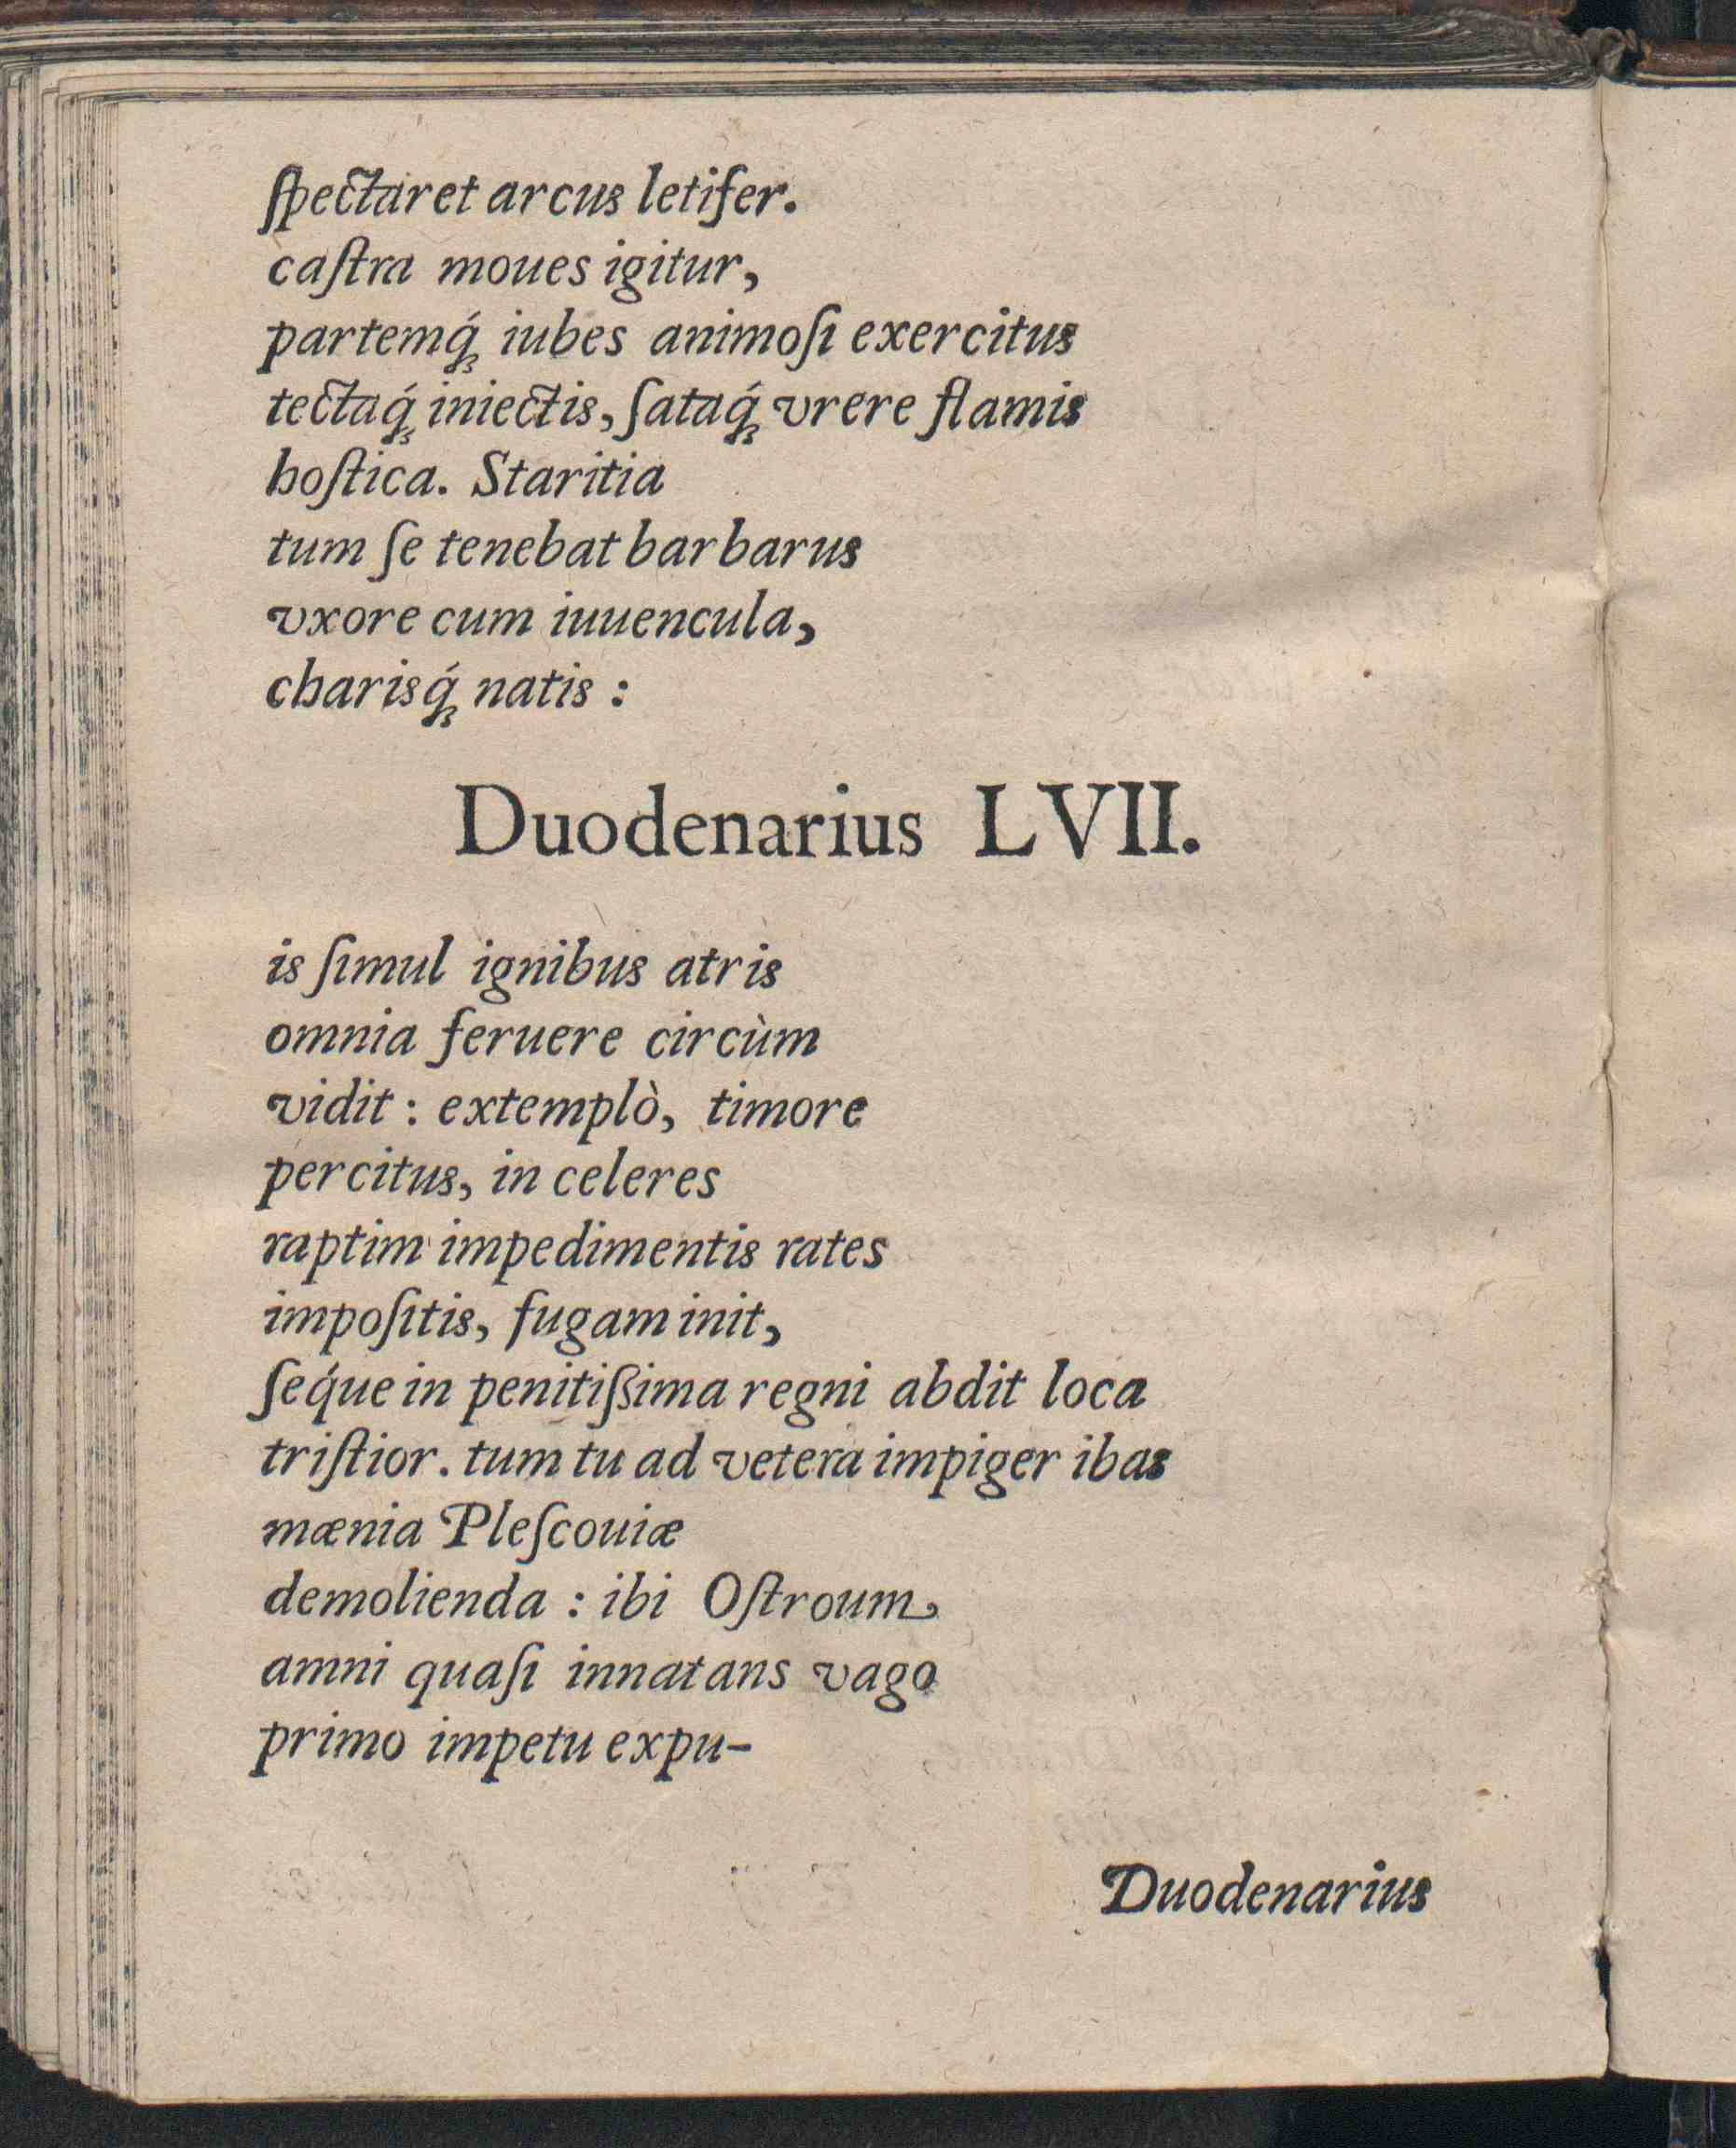 ſpectaret arcus letifer.
caſtra moues igitur,
partemq́ꝫ iubes animoſi exercitus
tectaq́ꝫ iniectis, ſataq́ꝫ vrere flamis
hoſtica. Staritia
tum ſe tenebat barbarus
vxore cum iuuencula,
charisq́ꝫ natis :
Duodenarius LVII.
is ſimul ignibus atris
omnia feruere circùm
vidit : extemplò, timore
percitus, in celeres
raptim impedimentis rates
impoſitis, fugam init,
ſeq́ue in penitiſsima regni abdit loca
triſtior. tum tu ad vetera impiger ibas
mænia Pleſcouiæ
demolienda : ibi Oſtroum
amni quaſi innatans vago
primo impetu expu-
Duodenarius